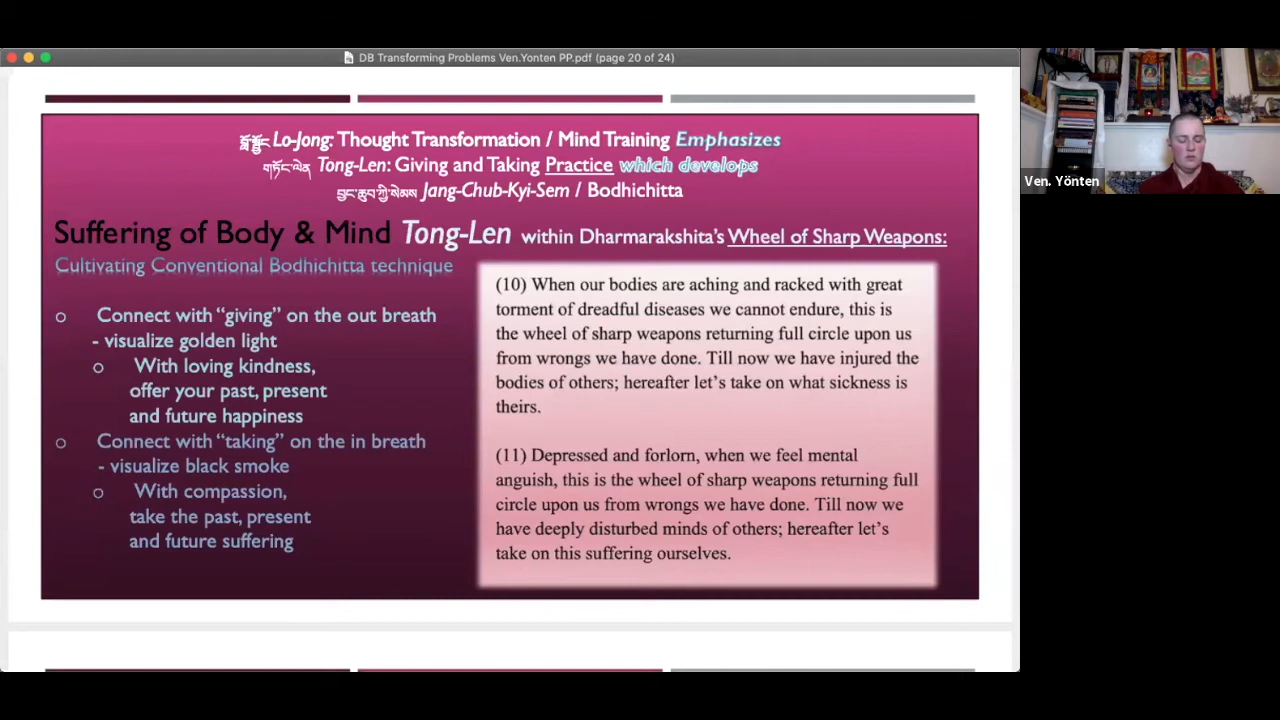 DB Transforming Problems Ven.Yonten PP.pdf (page 20 of 24)
བློ་སྦྱོང་ Lo-Jong: Thought Transformation / Mind Training Emphasizes
གཏོང་ལེན་ Tong-Len: Giving and Taking Practice which develops
བྱང་ཆུབ་ཀྱི་སེམས Jang-Chub-Kyi-Sem / Bodhichitta
Suffering of Body & Mind Tong-Len within Dharmarakshita's Wheel of Sharp Weapons:
Cultivating Conventional Bodhichitta technique
o Connect with "giving" on the out breath
- visualize golden light
o With loving kindness,
offer your past, present
and future happiness
o Connect with "taking" on the in breath
- visualize black smoke
o With compassion,
take the past, present
and future suffering
(10) When our bodies are aching and racked with great
torment of dreadful diseases we cannot endure, this is
the wheel of sharp weapons returning full circle upon us
from wrongs we have done. Till now we have injured the
bodies of others; hereafter let's take on what sickness is
theirs.
(11) Depressed and forlorn, when we feel mental
anguish, this is the wheel of sharp weapons returning full
circle upon us from wrongs we have done. Till now we
have deeply disturbed minds of others; hereafter let's
take on this suffering ourselves.
Ven. Yönten